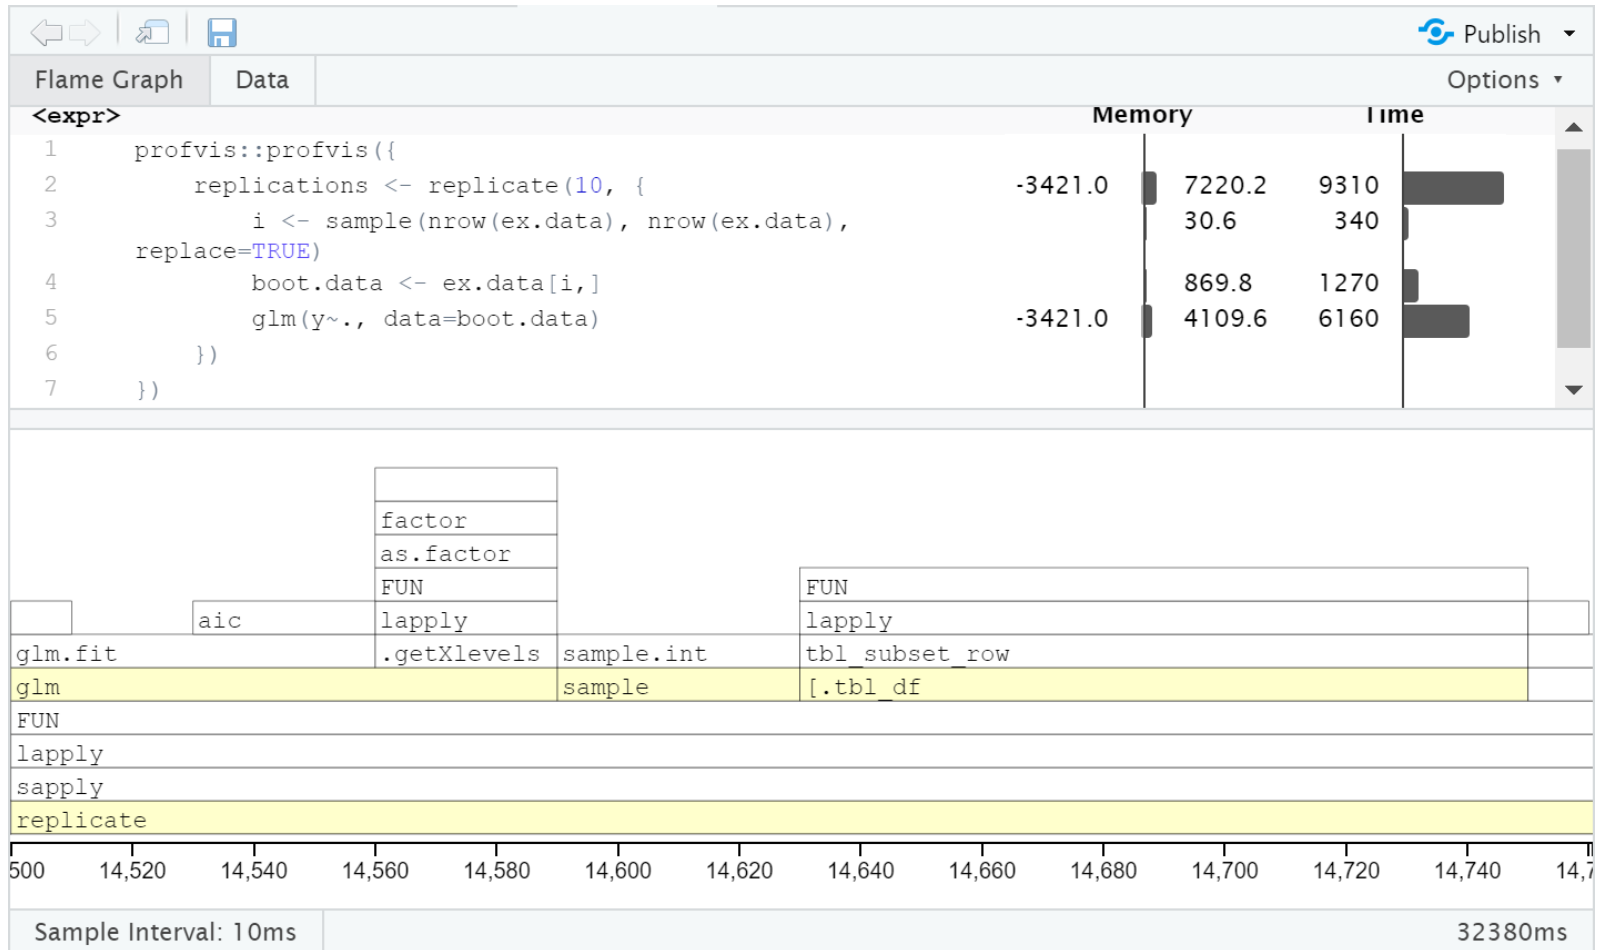 Publish
Flame Graph Data Options
<expr> Memory Time
1 profvis::profvis({
2 replications <- replicate(10, { -3421.0 7220.2 9310
3 i <- sample(nrow(ex.data), nrow(ex.data), 30.6 340
replace=TRUE)
4 boot.data <- ex.data[i,] 869.8 1270
5 glm(y~., data=boot.data) -3421.0 4109.6 6160
6 })
7 })
factor
as.factor
FUN FUN
aic lapply lapply
glm.fit .getXlevels sample.int tbl_subset_row
glm sample [.tbl_df
FUN
lapply
sapply
replicate
500 14,520 14,540 14,560 14,580 14,600 14,620 14,640 14,660 14,680 14,700 14,720 14,740 14,7
Sample Interval: 10ms 32380ms